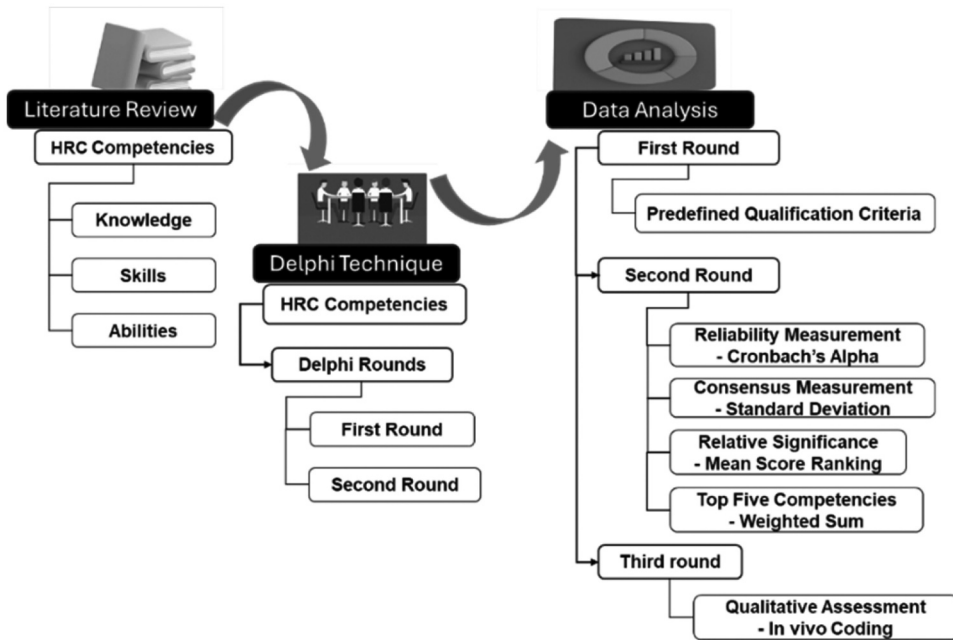 Literature Review
HRC Competencies
Knowledge
Skills
Abilities
Delphi Technique
HRC Competencies
Delphi Rounds
First Round
Second Round
Data Analysis
First Round
Predefined Qualification Criteria
Second Round
Reliability Measurement
- Cronbach's Alpha
Consensus Measurement
- Standard Deviation
Relative Significance
- Mean Score Ranking
Top Five Competencies
- Weighted Sum
Third round
Qualitative Assessment
- In vivo Coding